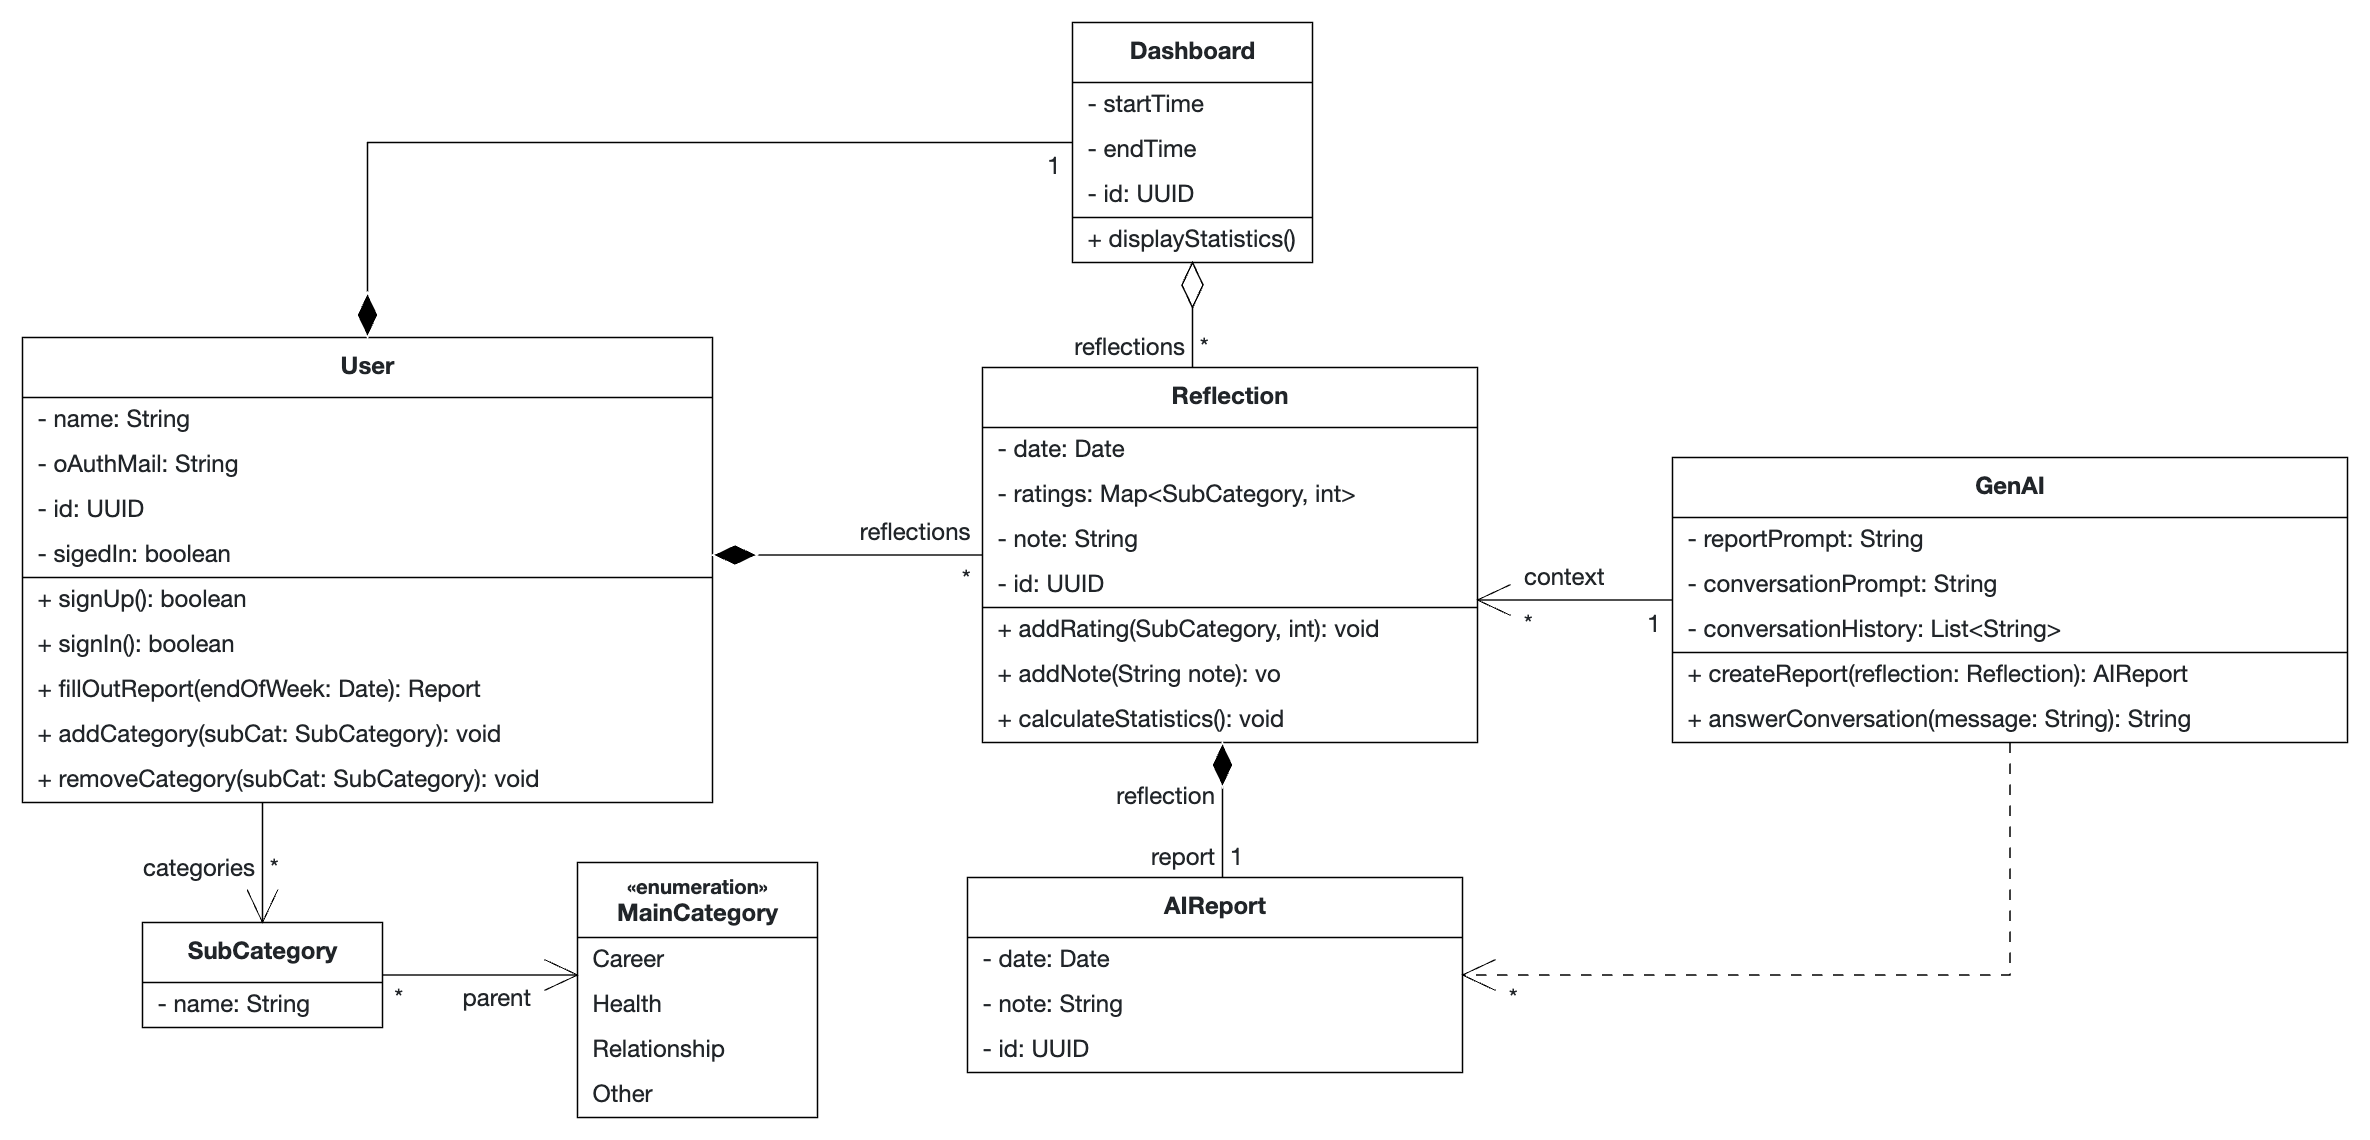 Dashboard
- startTime
- endTime
- id: UUID
+ displayStatistics()
1
reflections *
User
- name: String
- oAuthMail: String
- id: UUID
- sigedIn: boolean
+ signUp(): boolean
+ signIn(): boolean
+ fillOutReport(endOfWeek: Date): Report
+ addCategory(subCat: SubCategory): void
+ removeCategory(subCat: SubCategory): void
reflections
*
Reflection
- date: Date
- ratings: Map<SubCategory, int>
- note: String
- id: UUID
+ addRating(SubCategory, int): void
+ addNote(String note): vo
+ calculateStatistics(): void
context
* 1
GenAI
- reportPrompt: String
- conversationPrompt: String
- conversationHistory: List<String>
+ createReport(reflection: Reflection): AIReport
+ answerConversation(message: String): String
categories *
SubCategory
- name: String
* parent
«enumeration»
MainCategory
Career
Health
Relationship
Other
reflection
report 1
AIReport
- date: Date
- note: String
- id: UUID
*